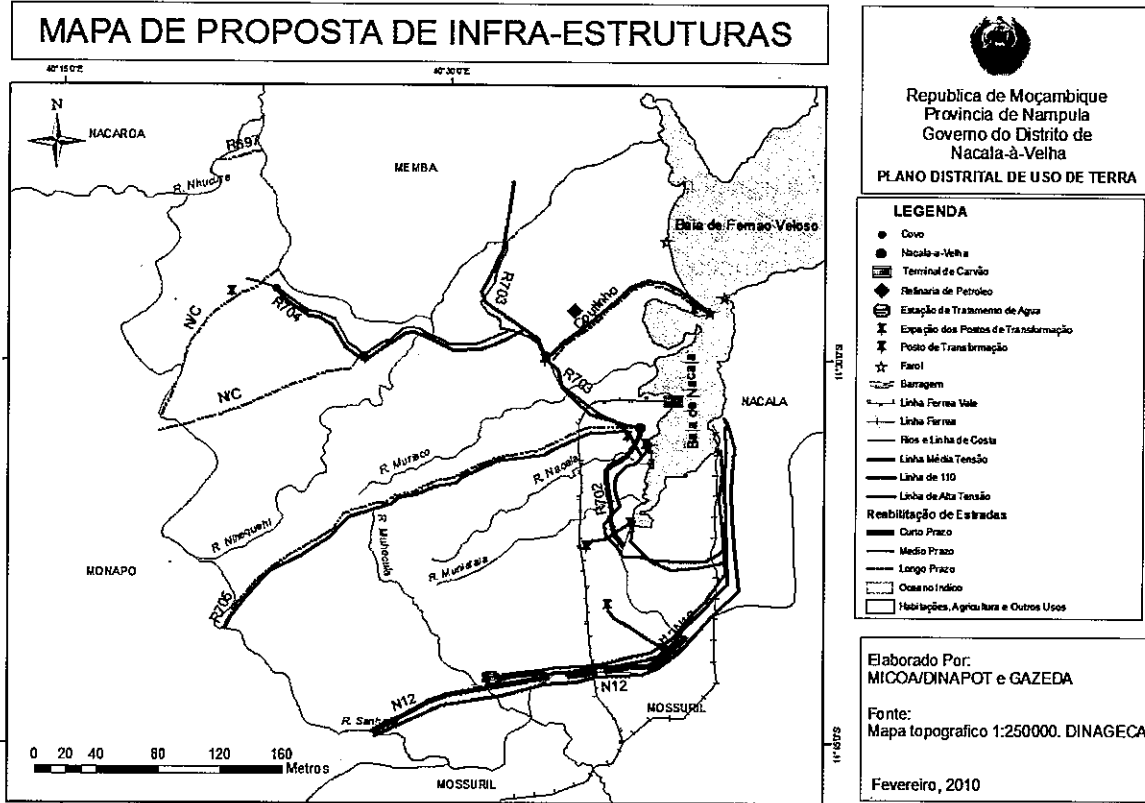 MAPA DE PROPOSTA DE INFRA-ESTRUTURAS
40°15'0"E
40°30'0"E
N
NACAROA
R697
R. Nhucure
MEMBA
Baia de Fernao Veloso
R703
Coutinho
R704
N/C
N/C
R703
Baia de Nacala
NACALA
R. Muraco
R. Nacala
R702
R. Muhecula
R. Nihequehi
MONAPO
R705
N12
N12
MOSSURIL
MOSSURIL
0 20 40 80 120 160
Metros
Republica de Moçambique
Provincia de Nampula
Governo do Distrito de
Nacala-à-Velha
PLANO DISTRITAL DE USO DE TERRA
LEGENDA
Covo
Nacala-a-Velha
Terminal de Carvão
Refinaria de Petroleo
Estação de Tratamento de Agua
Expação dos Postos de Transformação
Posto de Transformação
Farol
Barragem
Linha Ferrea Vale
Linha Ferrea
Rios e Linha de Costa
Linha Média Tensão
Linha de 110
Linha de Alta Tensão
Reabilitação de Estradas
Curto Prazo
Medio Prazo
Longo Prazo
Oceano Indico
Habitações, Agricultura e Outros Usos
Elaborado Por:
MICOA/DINAPOT e GAZEDA
Fonte:
Mapa topografico 1:250000. DINAGECA
Fevereiro, 2010